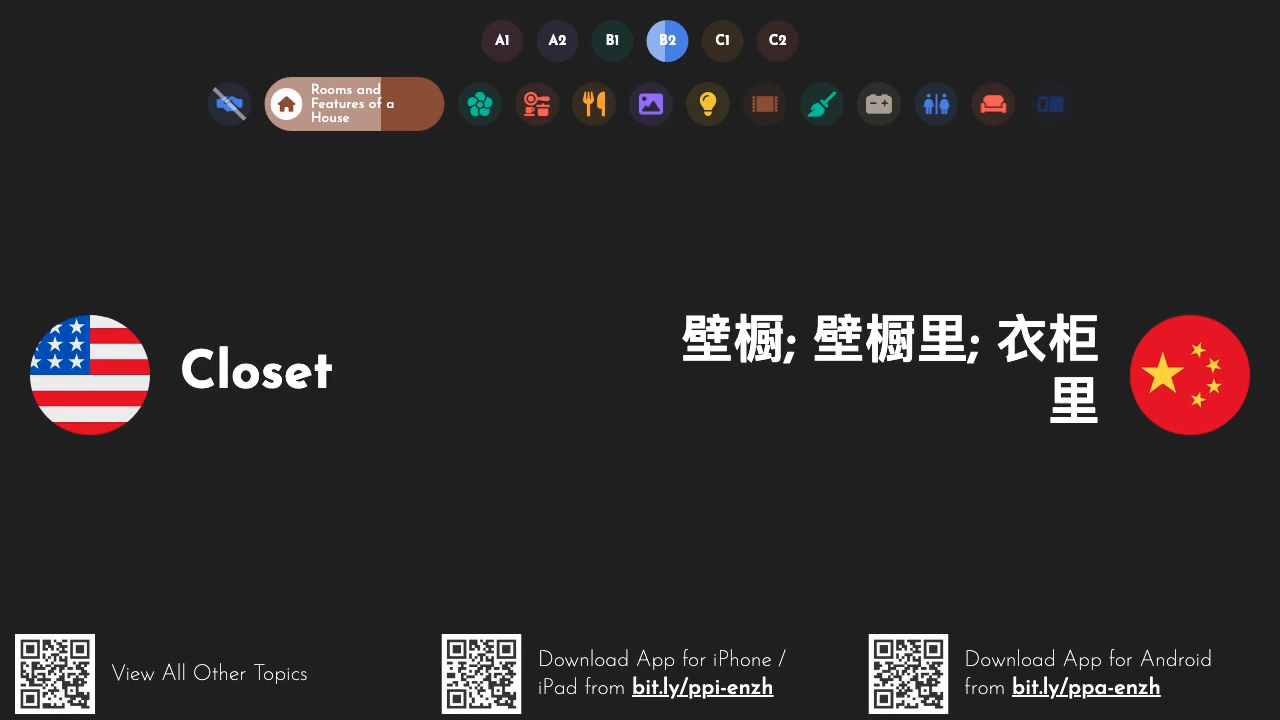 A1 A2 B1 B2 C1 C2
Rooms and
Features of a
House
Closet
壁橱; 壁橱里; 衣柜
里
View All Other Topics
Download App for iPhone /
iPad from bit.ly/ppi-enzh
Download App for Android
from bit.ly/ppa-enzh